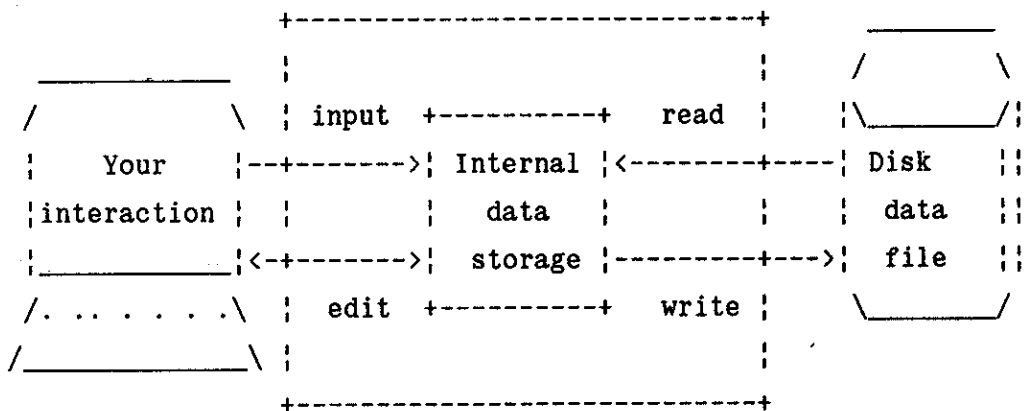 input read
Your Internal Disk
interaction data data
storage file
edit write